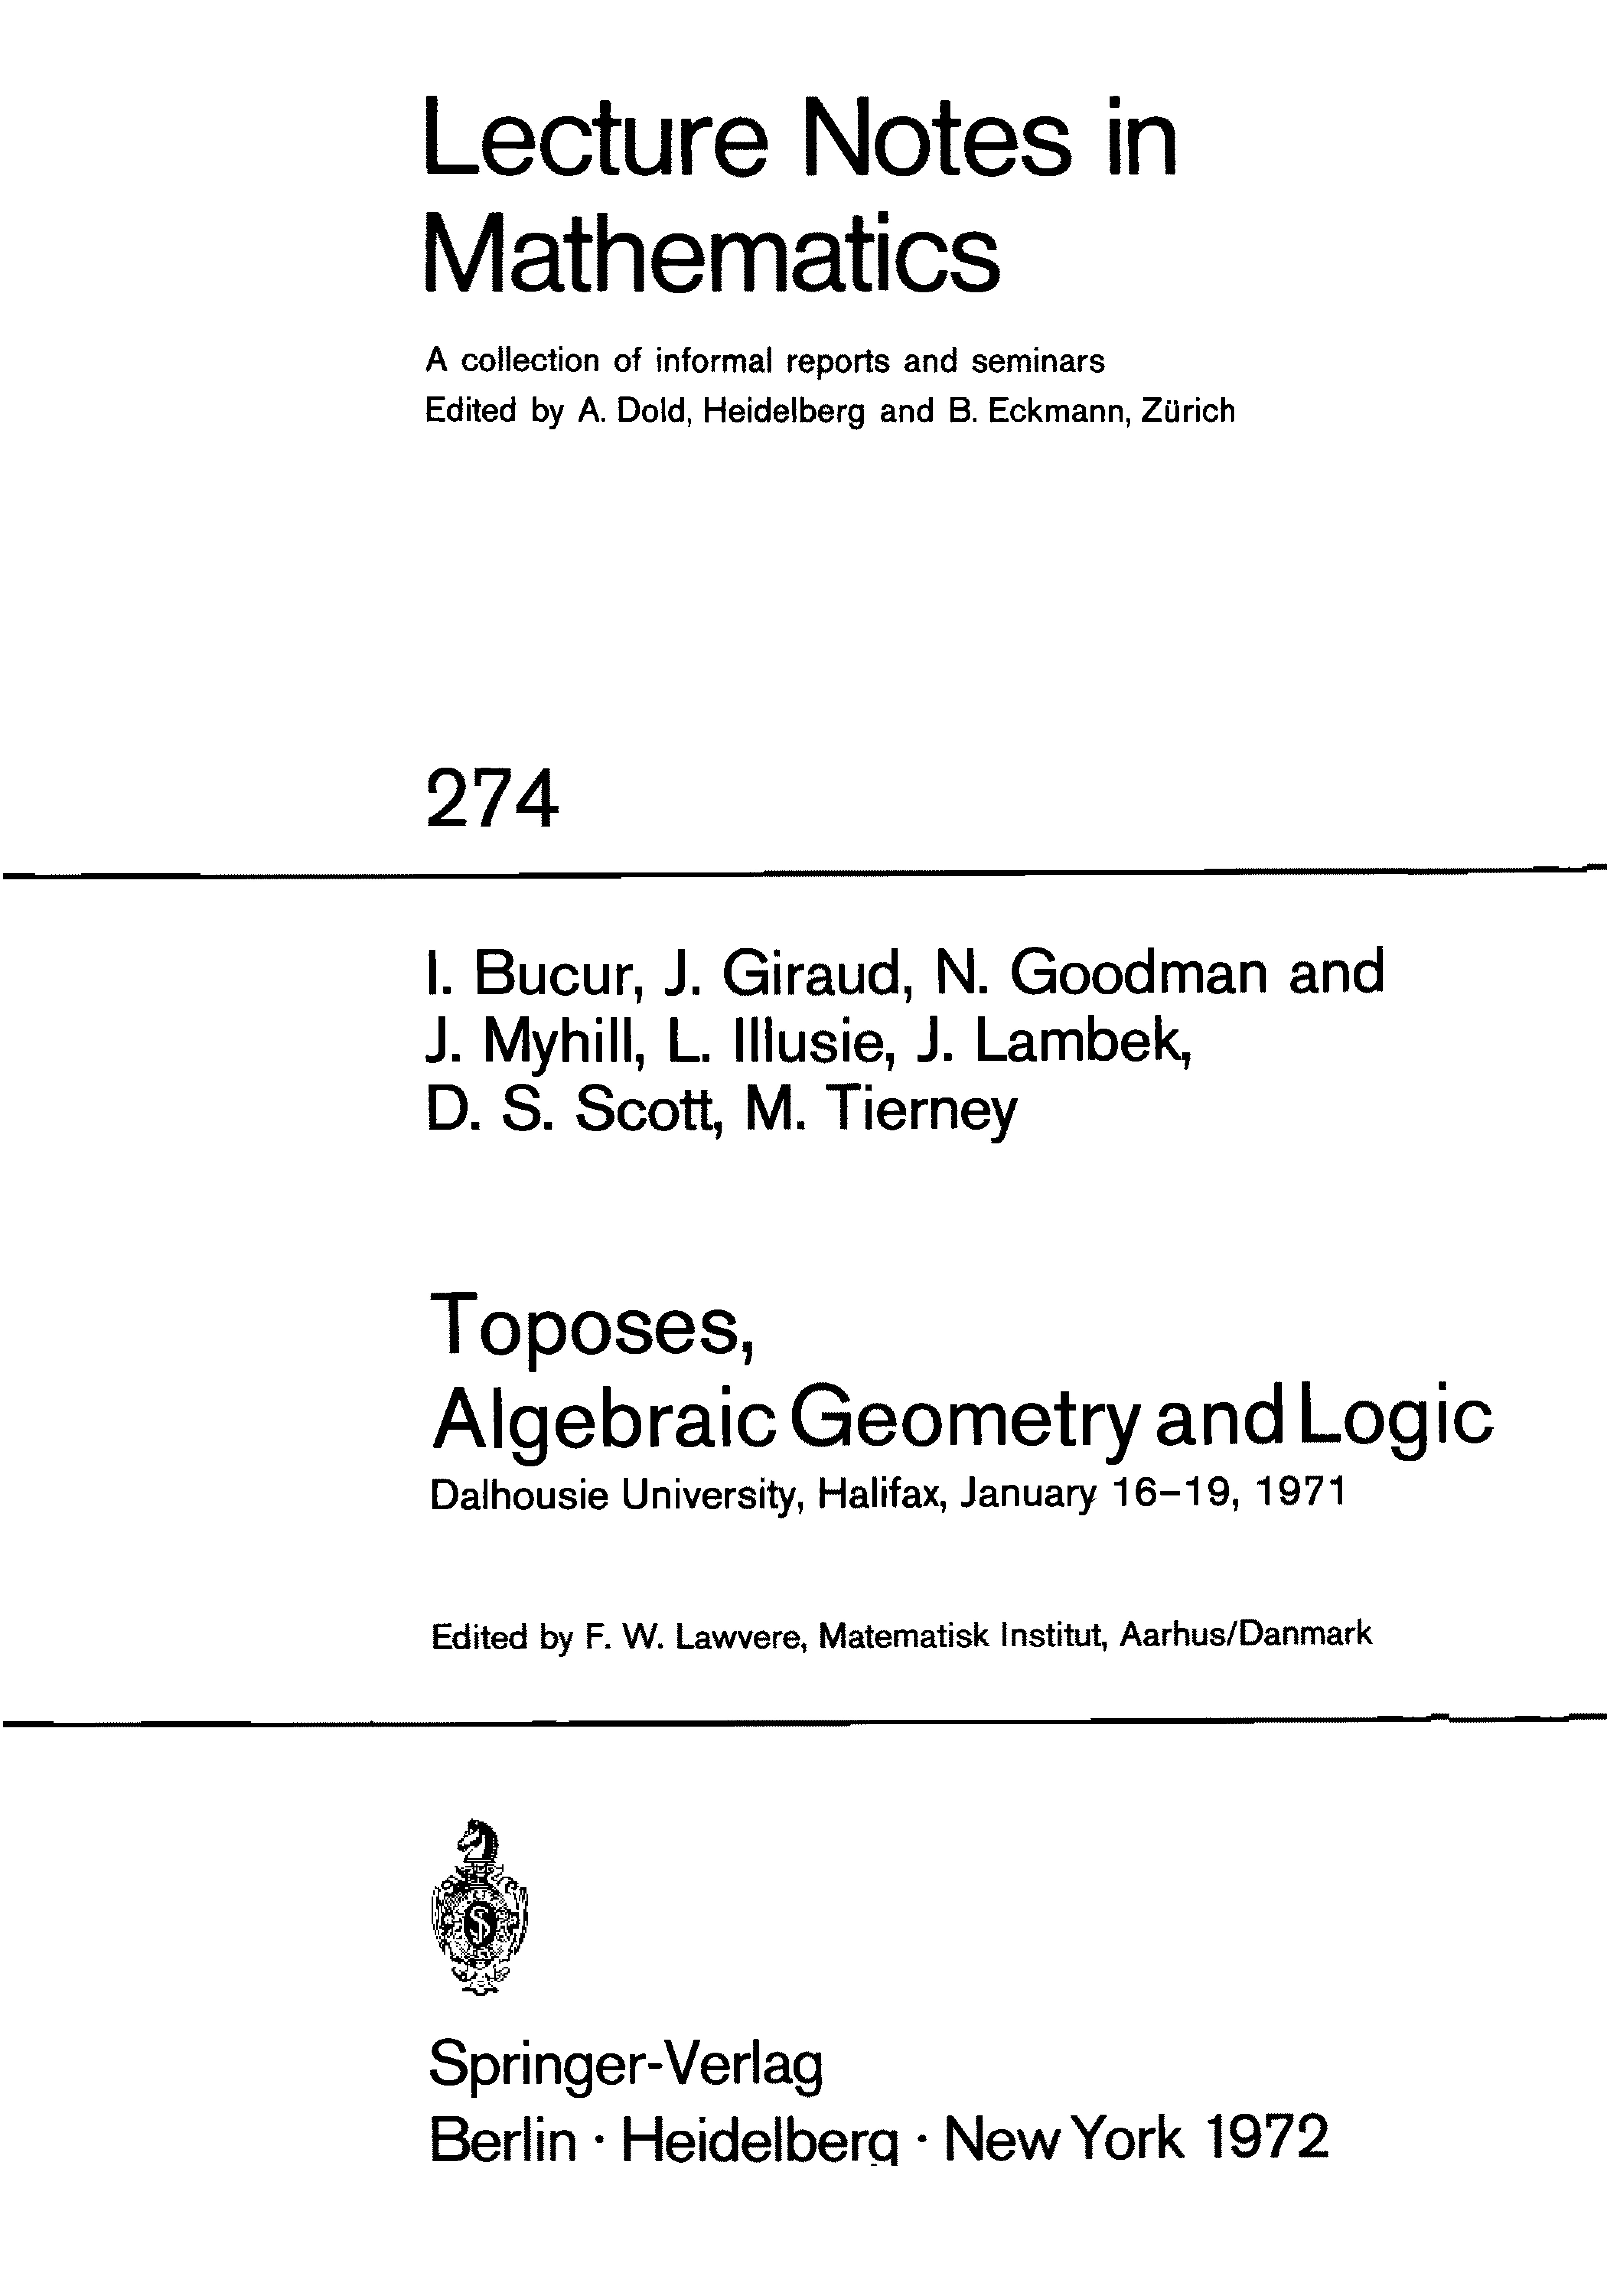 Lecture Notes in
Mathematics
A collection of informal reports and seminars
Edited by A. Dold, Heidelberg and B. Eckmann, Zürich
274
I. Bucur, J. Giraud, N. Goodman and
J. Myhill, L. Illusie, J. Lambek,
D. S. Scott, M. Tierney
Toposes,
Algebraic Geometry and Logic
Dalhousie University, Halifax, January 16–19, 1971
Edited by F. W. Lawvere, Matematisk Institut, Aarhus/Danmark
Springer-Verlag
Berlin · Heidelberg · New York 1972